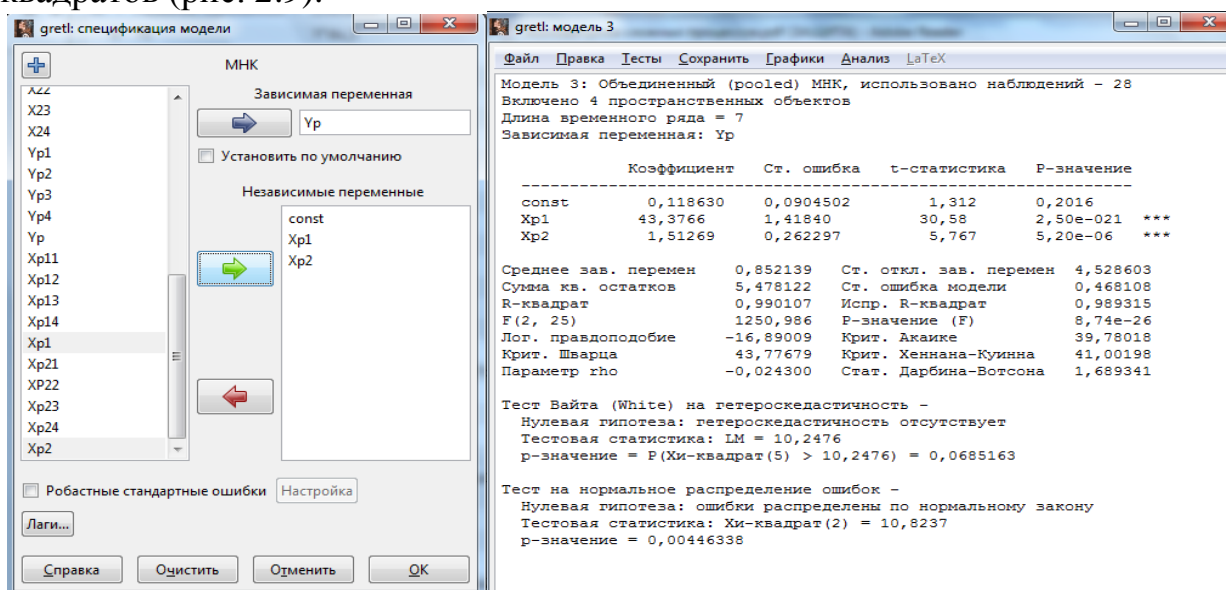 квадратов (рис. 2.9).
gretl: спецификация модели
МНК
X22
X23
X24
Yp1
Yp2
Yp3
Yp4
Yp
Xp11
Xp12
Xp13
Xp14
Xp1
Xp21
XP22
Xp23
Xp24
Xp2
Зависимая переменная
Yp
Установить по умолчанию
Независимые переменные
const
Xp1
Xp2
Робастные стандартные ошибки Настройка
Лаги...
Справка Очистить Отменить OK
gretl: модель 3
Файл Правка Тесты Сохранить Графики Анализ LaTeX
Модель 3: Объединенный (pooled) МНК, использовано наблюдений - 28
Включено 4 пространственных объектов
Длина временного ряда = 7
Зависимая переменная: Yp
Коэффициент Ст. ошибка t-статистика P-значение
const 0,118630 0,0904502 1,312 0,2016
Xp1 43,3766 1,41840 30,58 2,50e-021 ***
Xp2 1,51269 0,262297 5,767 5,20e-06 ***
Среднее зав. перемен 0,852139 Ст. откл. зав. перемен 4,528603
Сумма кв. остатков 5,478122 Ст. ошибка модели 0,468108
R-квадрат 0,990107 Испр. R-квадрат 0,989315
F(2, 25) 1250,986 P-значение (F) 8,74e-26
Лог. правдоподобие -16,89009 Крит. Акаике 39,78018
Крит. Шварца 43,77679 Крит. Хеннана-Куинна 41,00198
Параметр rho -0,024300 Стат. Дарбина-Вотсона 1,689341
Тест Вайта (White) на гетероскедастичность -
Нулевая гипотеза: гетероскедастичность отсутствует
Тестовая статистика: LM = 10,2476
p-значение = P(Хи-квадрат(5) > 10,2476) = 0,0685163
Тест на нормальное распределение ошибок -
Нулевая гипотеза: ошибки распределены по нормальному закону
Тестовая статистика: Хи-квадрат(2) = 10,8237
p-значение = 0,00446338